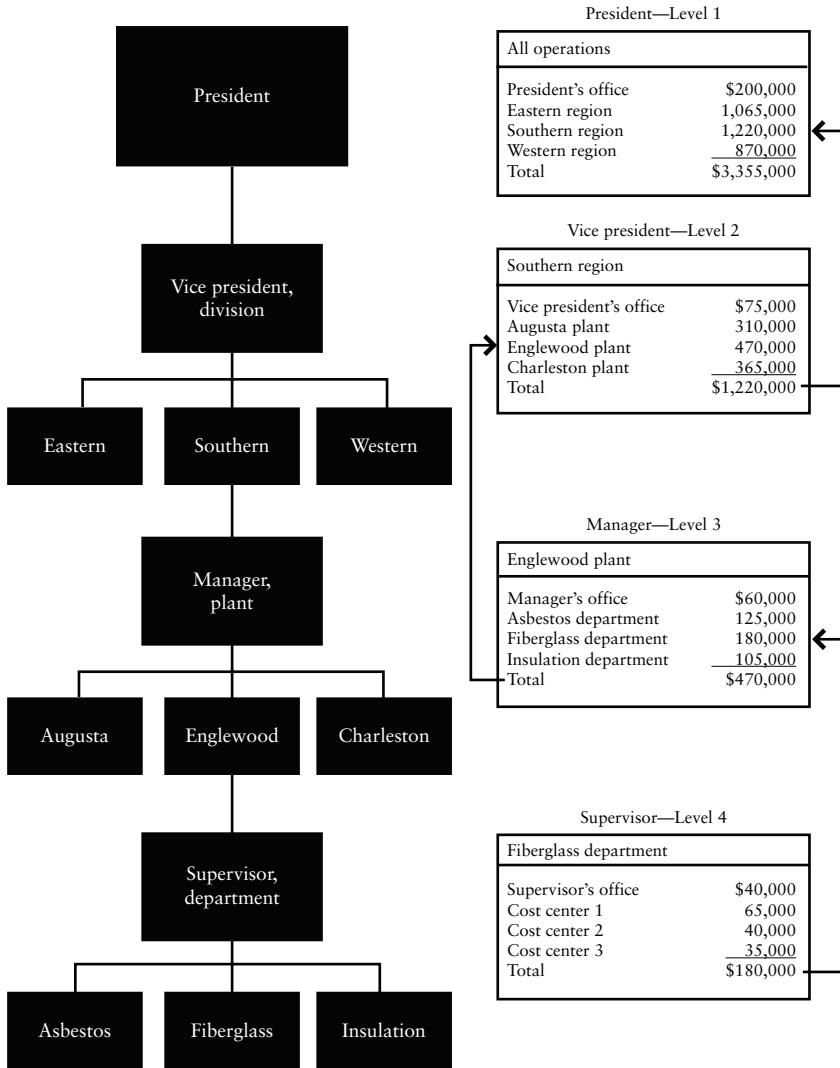 President
Vice president,
division
Eastern
Southern
Western
Manager,
plant
Augusta
Englewood
Charleston
Supervisor,
department
Asbestos
Fiberglass
Insulation
President—Level 1
All operations
President’s office $200,000
Eastern region 1,065,000
Southern region 1,220,000
Western region 870,000
Total $3,355,000
Vice president—Level 2
Southern region
Vice president’s office $75,000
Augusta plant 310,000
Englewood plant 470,000
Charleston plant 365,000
Total $1,220,000
Manager—Level 3
Englewood plant
Manager’s office $60,000
Asbestos department 125,000
Fiberglass department 180,000
Insulation department 105,000
Total $470,000
Supervisor—Level 4
Fiberglass department
Supervisor’s office $40,000
Cost center 1 65,000
Cost center 2 40,000
Cost center 3 35,000
Total $180,000